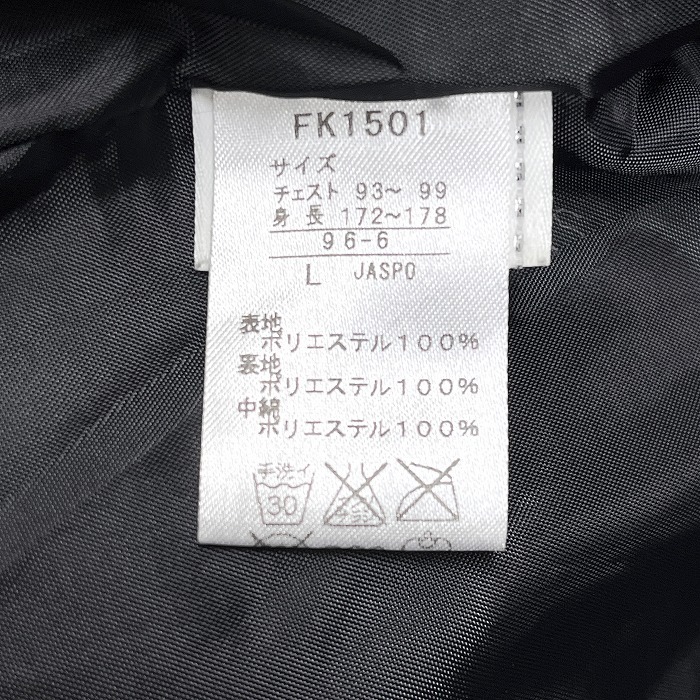 FK1501
サイズ
チェスト 93～ 99
身 長 172～178
96-6
L JASPO
表地
ポリエステル100%
裏地
ポリエステル100%
中綿
ポリエステル100%
手洗イ
30